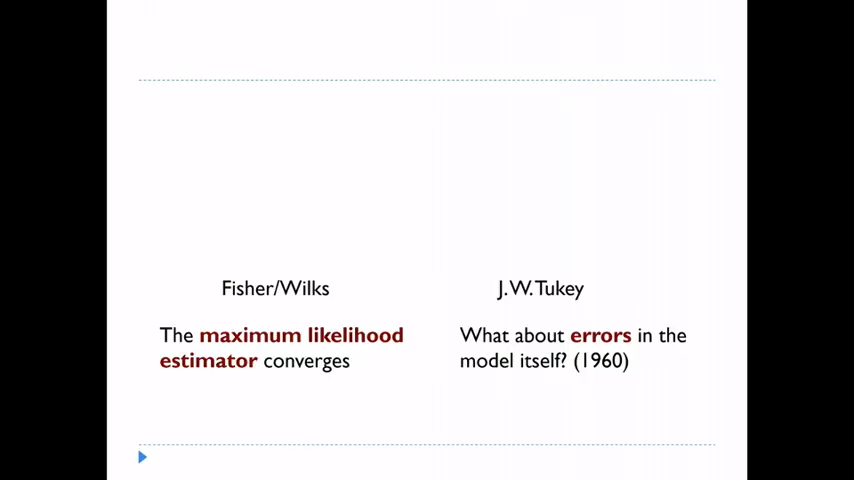 Fisher/Wilks
J.W.Tukey
The maximum likelihood
estimator converges
What about errors in the
model itself? (1960)